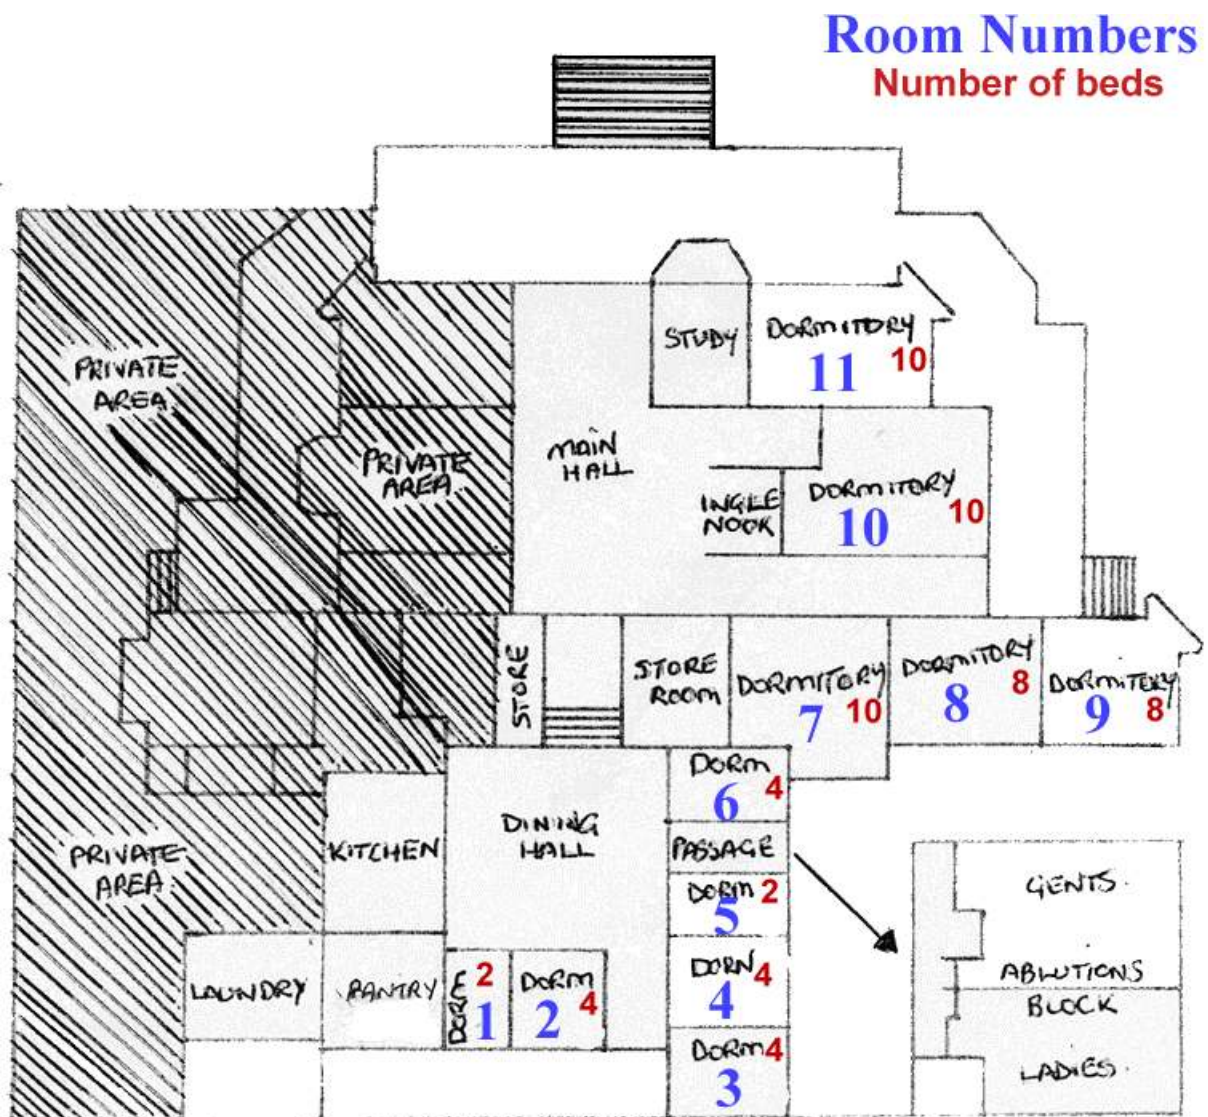 Room Numbers
Number of beds
STUDY
DORMITORY
11
10
PRIVATE
AREA
MAIN
HALL
PRIVATE
AREA
INGLE
NOOK
DORMITORY
10
10
STORE
STORE
ROOM
DORMITORY
7
10
DORMITORY
8
8
DORMITORY
9
8
DORM
6
4
DINING
HALL
KITCHEN
PASSAGE
PRIVATE
AREA
DORM
5
2
GENTS
ABLUTIONS
BLOCK
LADIES
LAUNDRY
PANTRY
DORM
1
2
DORM
2
4
DORN
4
4
DORM
3
4